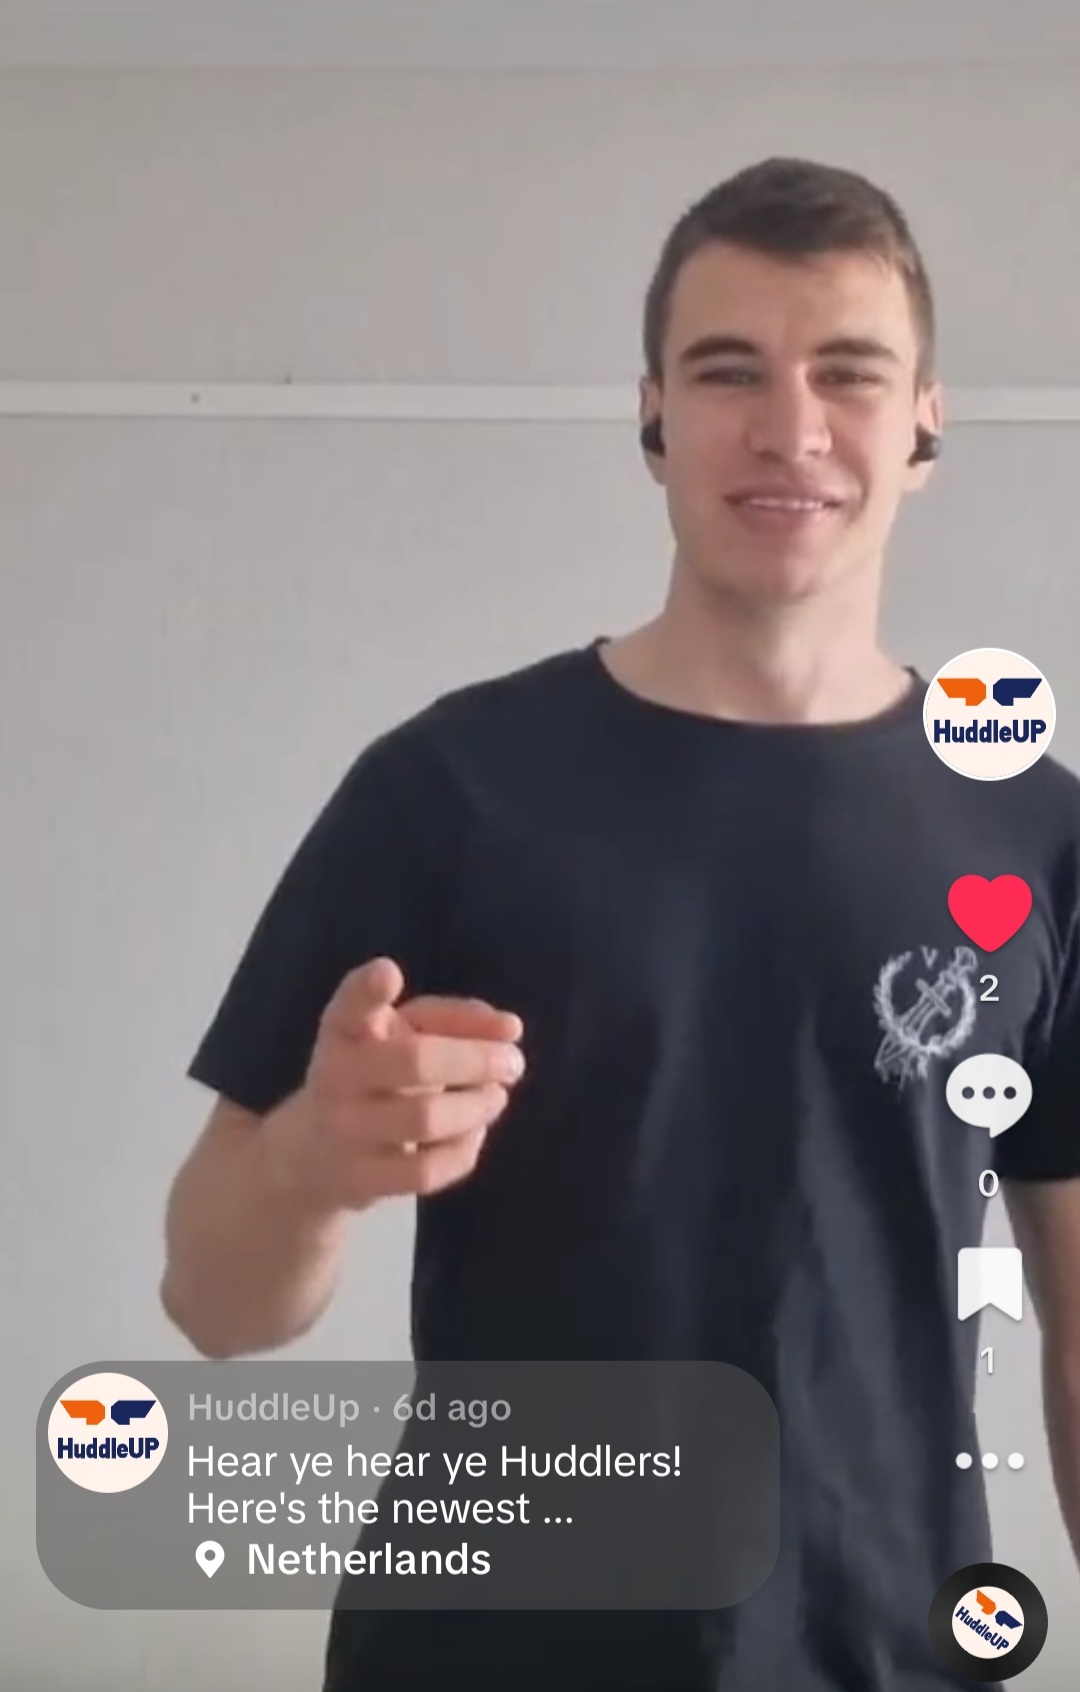 HuddleUP
2
0
1
HuddleUP
HuddleUp · 6d ago
Hear ye hear ye Huddlers!
Here's the newest ...
Netherlands
HuddleUP